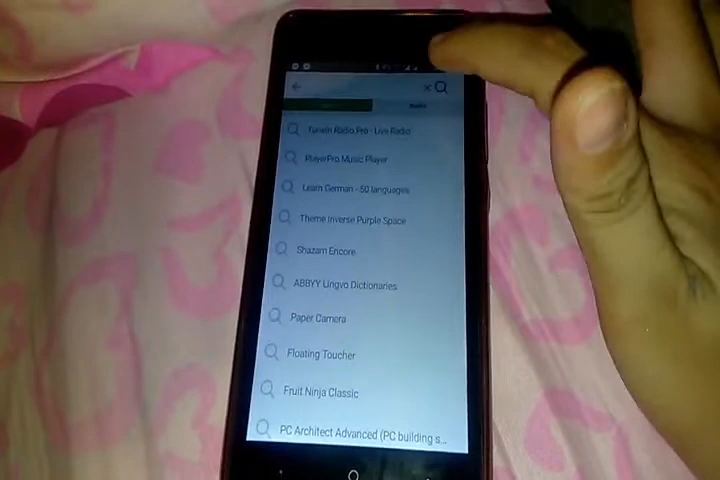 TuneIn Radio Pro - Live Radio
PlayerPro Music Player
Learn German - 50 languages
Theme Inverse Purple Space
Shazam Encore
ABBYY Lingvo Dictionaries
Paper Camera
Floating Toucher
Fruit Ninja Classic
PC Architect Advanced (PC building s...